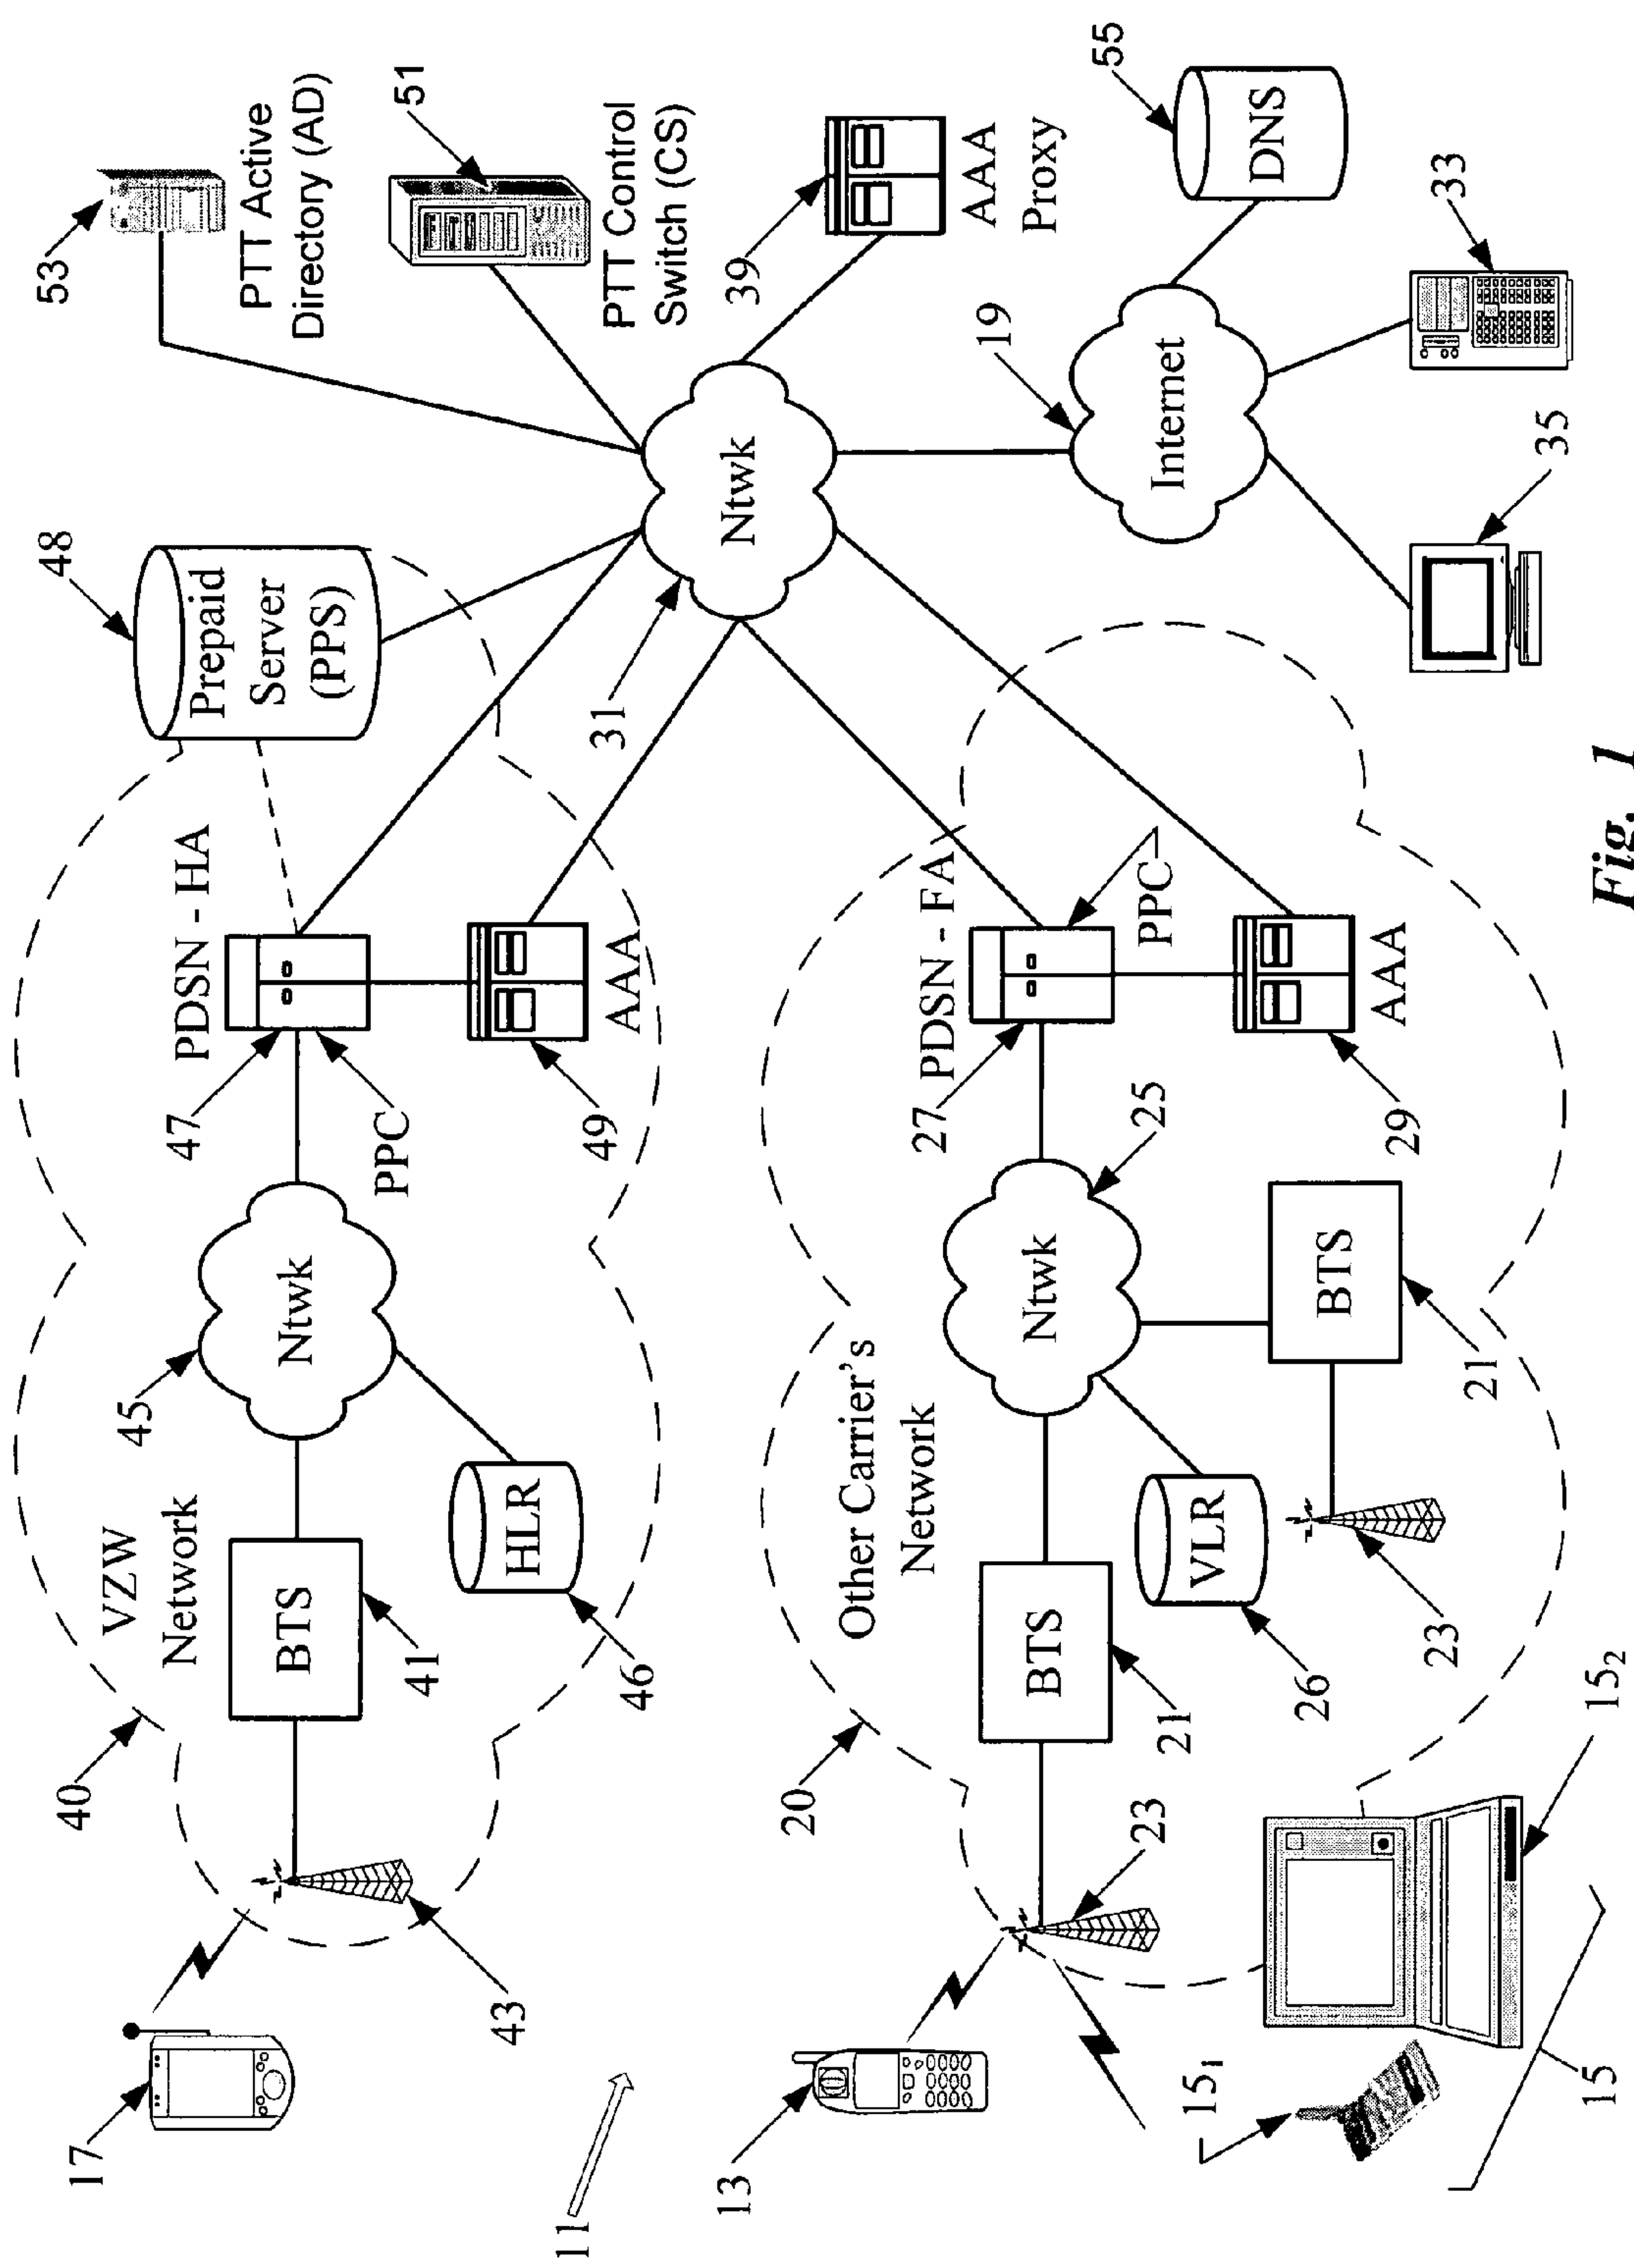 53
PTT Active
Directory (AD)
51
PTT Control
Switch (CS)
48
Prepaid
Server
(PPS)
39
AAA
Proxy
55
DNS
19
Internet
33
35
31
Ntwk
PDSN - HA
47
PPC
49
AAA
45
Ntwk
VZW
Network
40
BTS
41
HLR
46
43
17
11
PDSN - FA
27
PPC
AAA
29
25
Ntwk
Other Carrier's
Network
20
BTS
21
BTS
21
VLR
26
23
23
13
15₁
15₂
15
Fig. 1